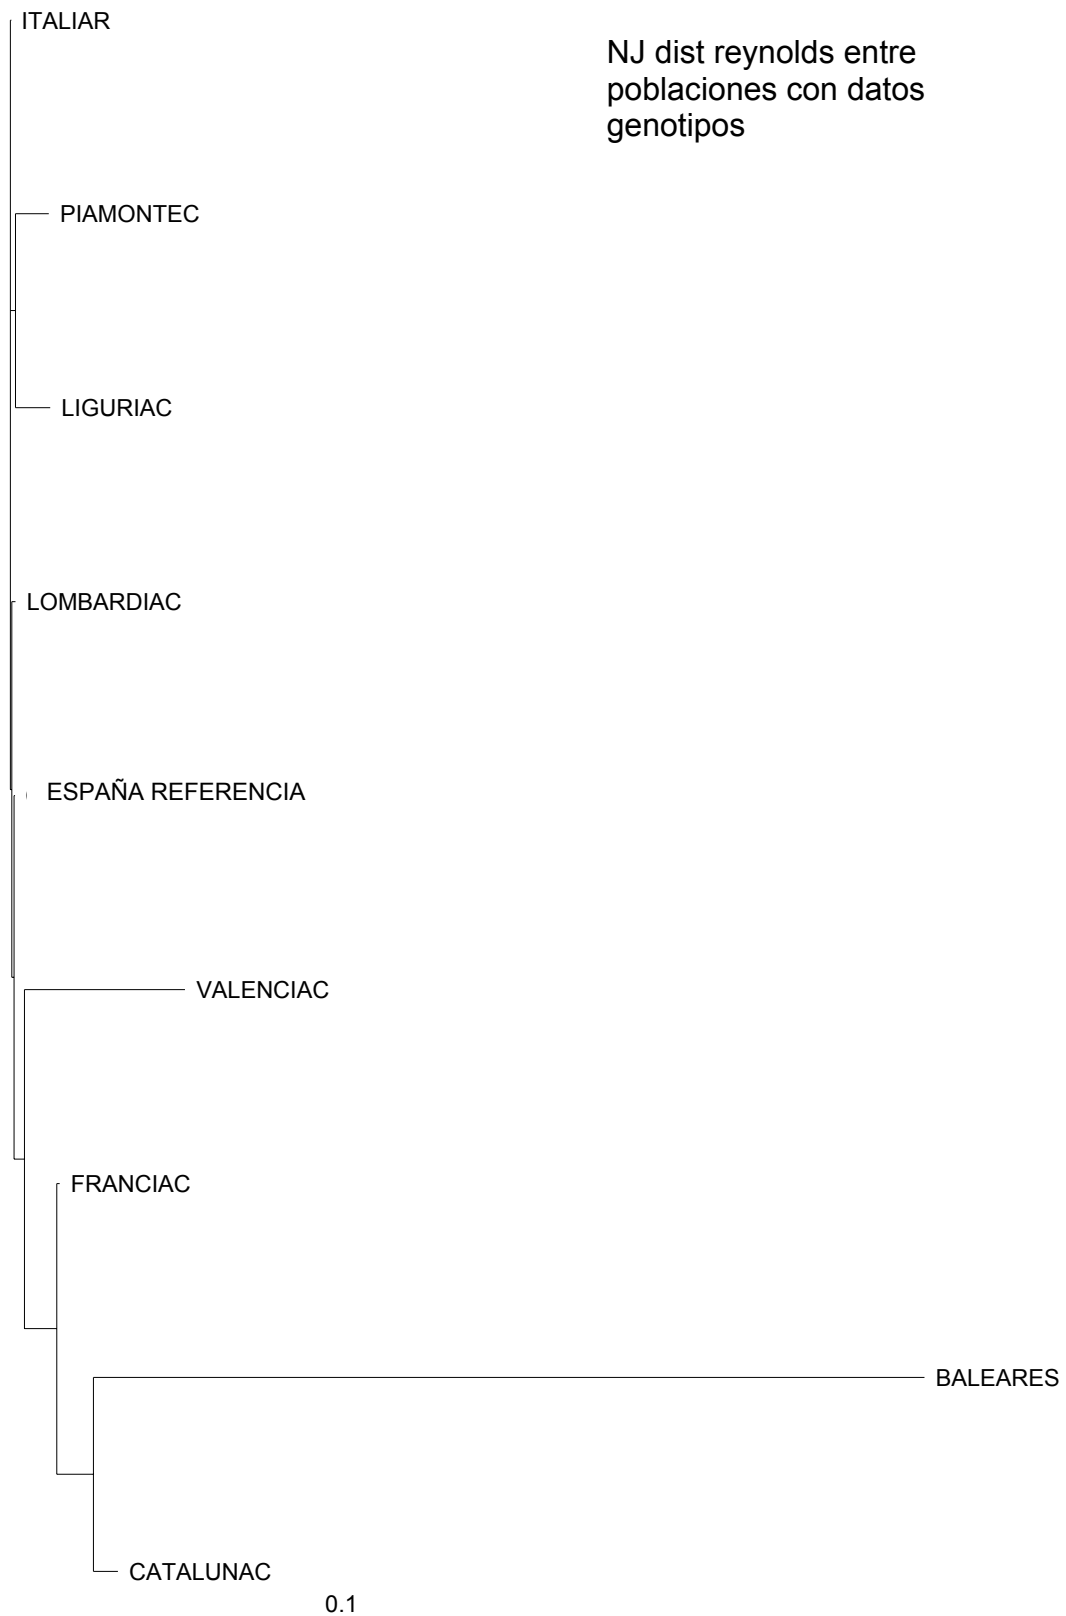 ITALIAR
NJ dist reynolds entre
poblaciones con datos
genotipos
PIAMONTEC
LIGURIAC
LOMBARDIAC
ESPAÑA REFERENCIA
VALENCIAC
FRANCIAC
BALEARES
CATALUNAC
0.1